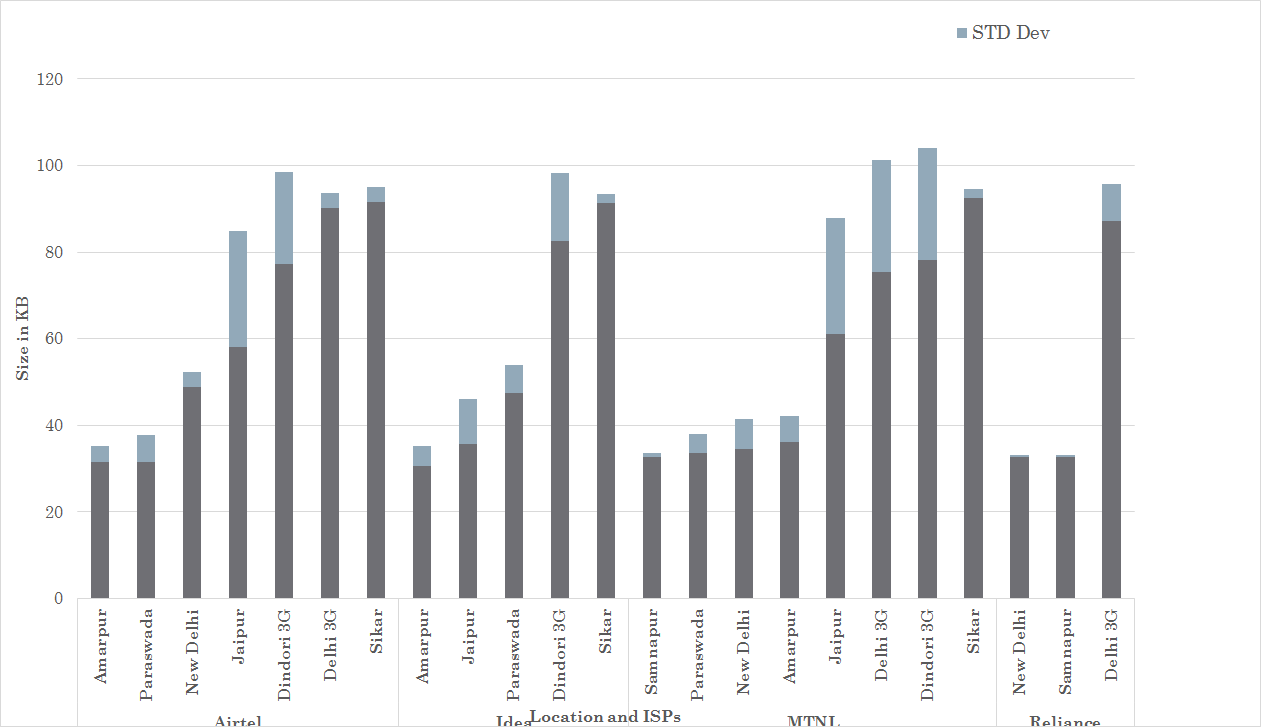 STD Dev
120
100
80
60
40
20
0
Size in KB
Amarpur
Paraswada
New Delhi
Jaipur
Dindori 3G
Delhi 3G
Sikar
Amarpur
Jaipur
Paraswada
Dindori 3G
Sikar
Samnapur
Paraswada
New Delhi
Amarpur
Jaipur
Delhi 3G
Dindori 3G
Sikar
New Delhi
Samnapur
Delhi 3G
Airtel Idea MTNL Reliance
Location and ISPs